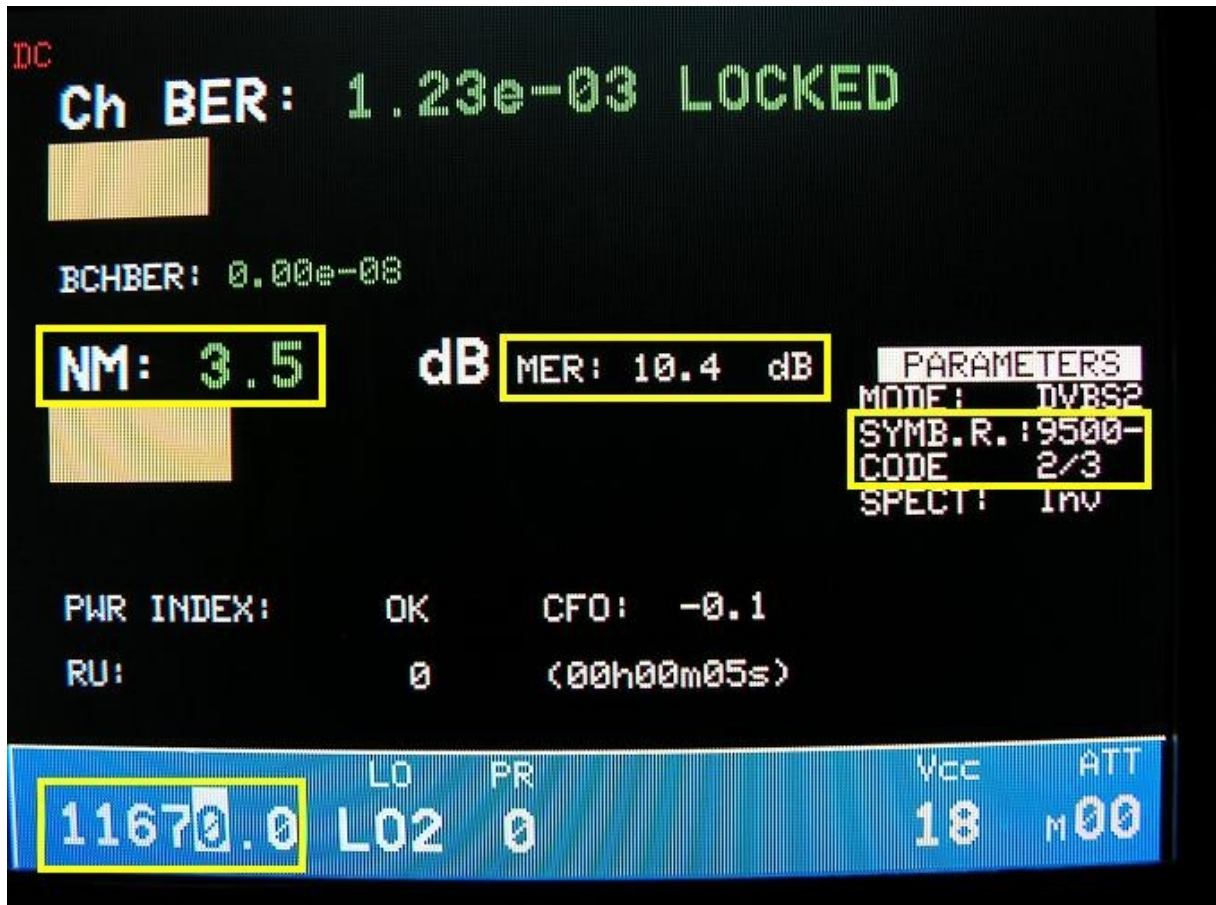 DC
Ch BER: 1.23e-03 LOCKED
BCHBER: 0.00e-08
NM: 3.5 dB MER: 10.4 dB
PARAMETERS
MODE: DVBS2
SYMB.R.:9500-
CODE 2/3
SPECT: Inv
PWR INDEX: OK CFO: -0.1
RU: 0 (00h00m05s)
LO PR Vcc ATT
11670.0 LO2 0 18 M00